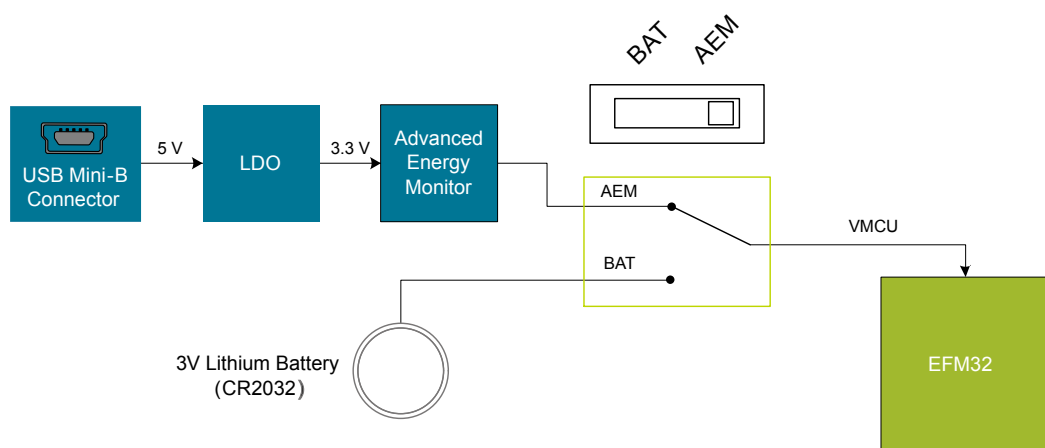 BAT
AEM
USB Mini-B
Connector
5 V
LDO
3.3 V
Advanced
Energy
Monitor
AEM
BAT
VMCU
3V Lithium Battery
(CR2032)
EFM32